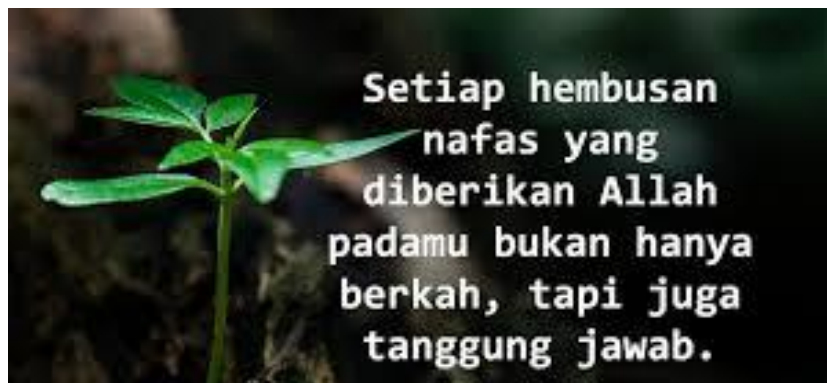 Setiap hembusan
nafas yang
diberikan Allah
padamu bukan hanya
berkah, tapi juga
tanggung jawab.